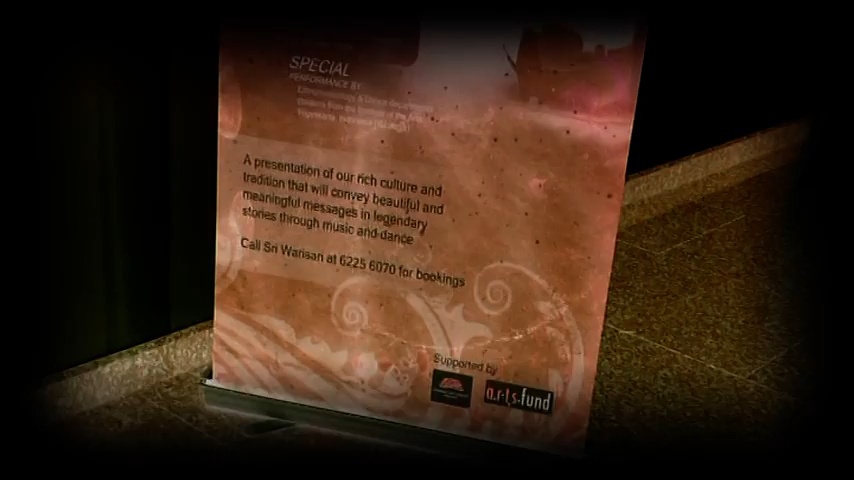 SPECIAL
PERFORMANCE BY
A presentation of our rich culture and
tradition that will convey beautiful and
meaningful messages in legendary
stories through music and dance
Call Sri Warisan at 6225 6070 for bookings
Supported by
a.r.t.s.fund